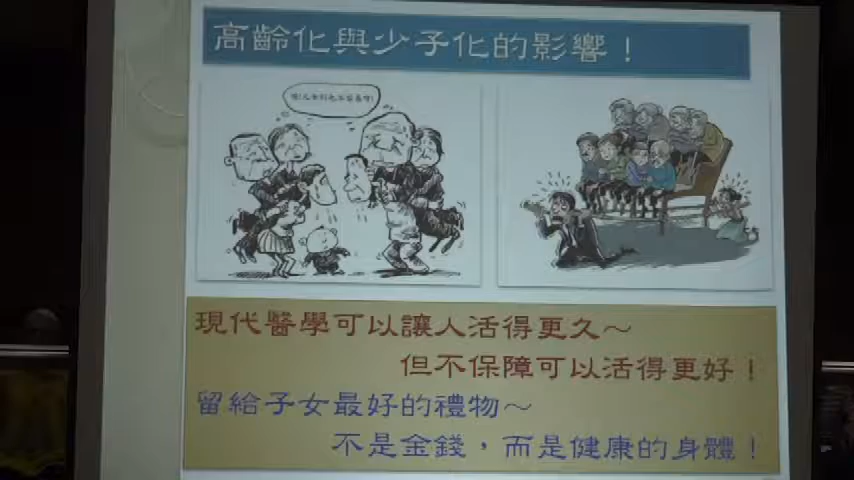 高齡化與少子化的影響！
現代醫學可以讓人活得更久～
但不保障可以活得更好！
留給子女最好的禮物～
不是金錢，而是健康的身體！